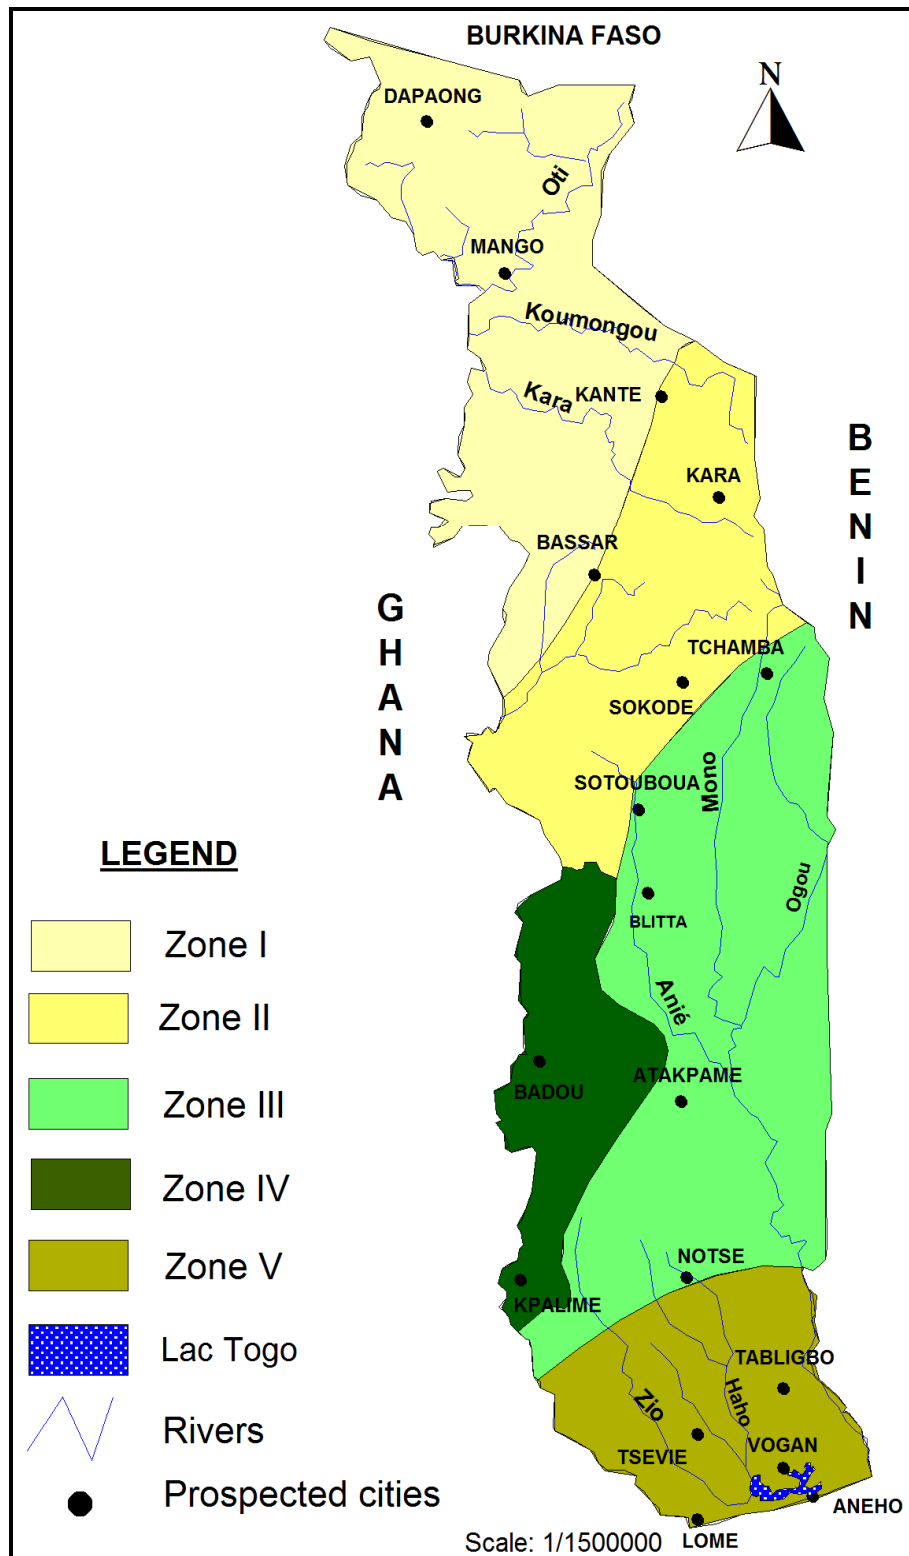 BURKINA FASO
N
DAPAONG
Oti
MANGO
Koumongou
Kara
KANTE
BENIN
KARA
BASSAR
GHANA
TCHAMBA
SOKODE
SOTOUBOUA
Mono
Ogou
BLITTA
Anié
ATAKPAME
BADOU
NOTSE
KPALIME
TABLIGBO
Zio
Haho
VOGAN
TSEVIE
ANEHO
LOME
Scale: 1/1500000
LEGEND
Zone I
Zone II
Zone III
Zone IV
Zone V
Lac Togo
Rivers
Prospected cities